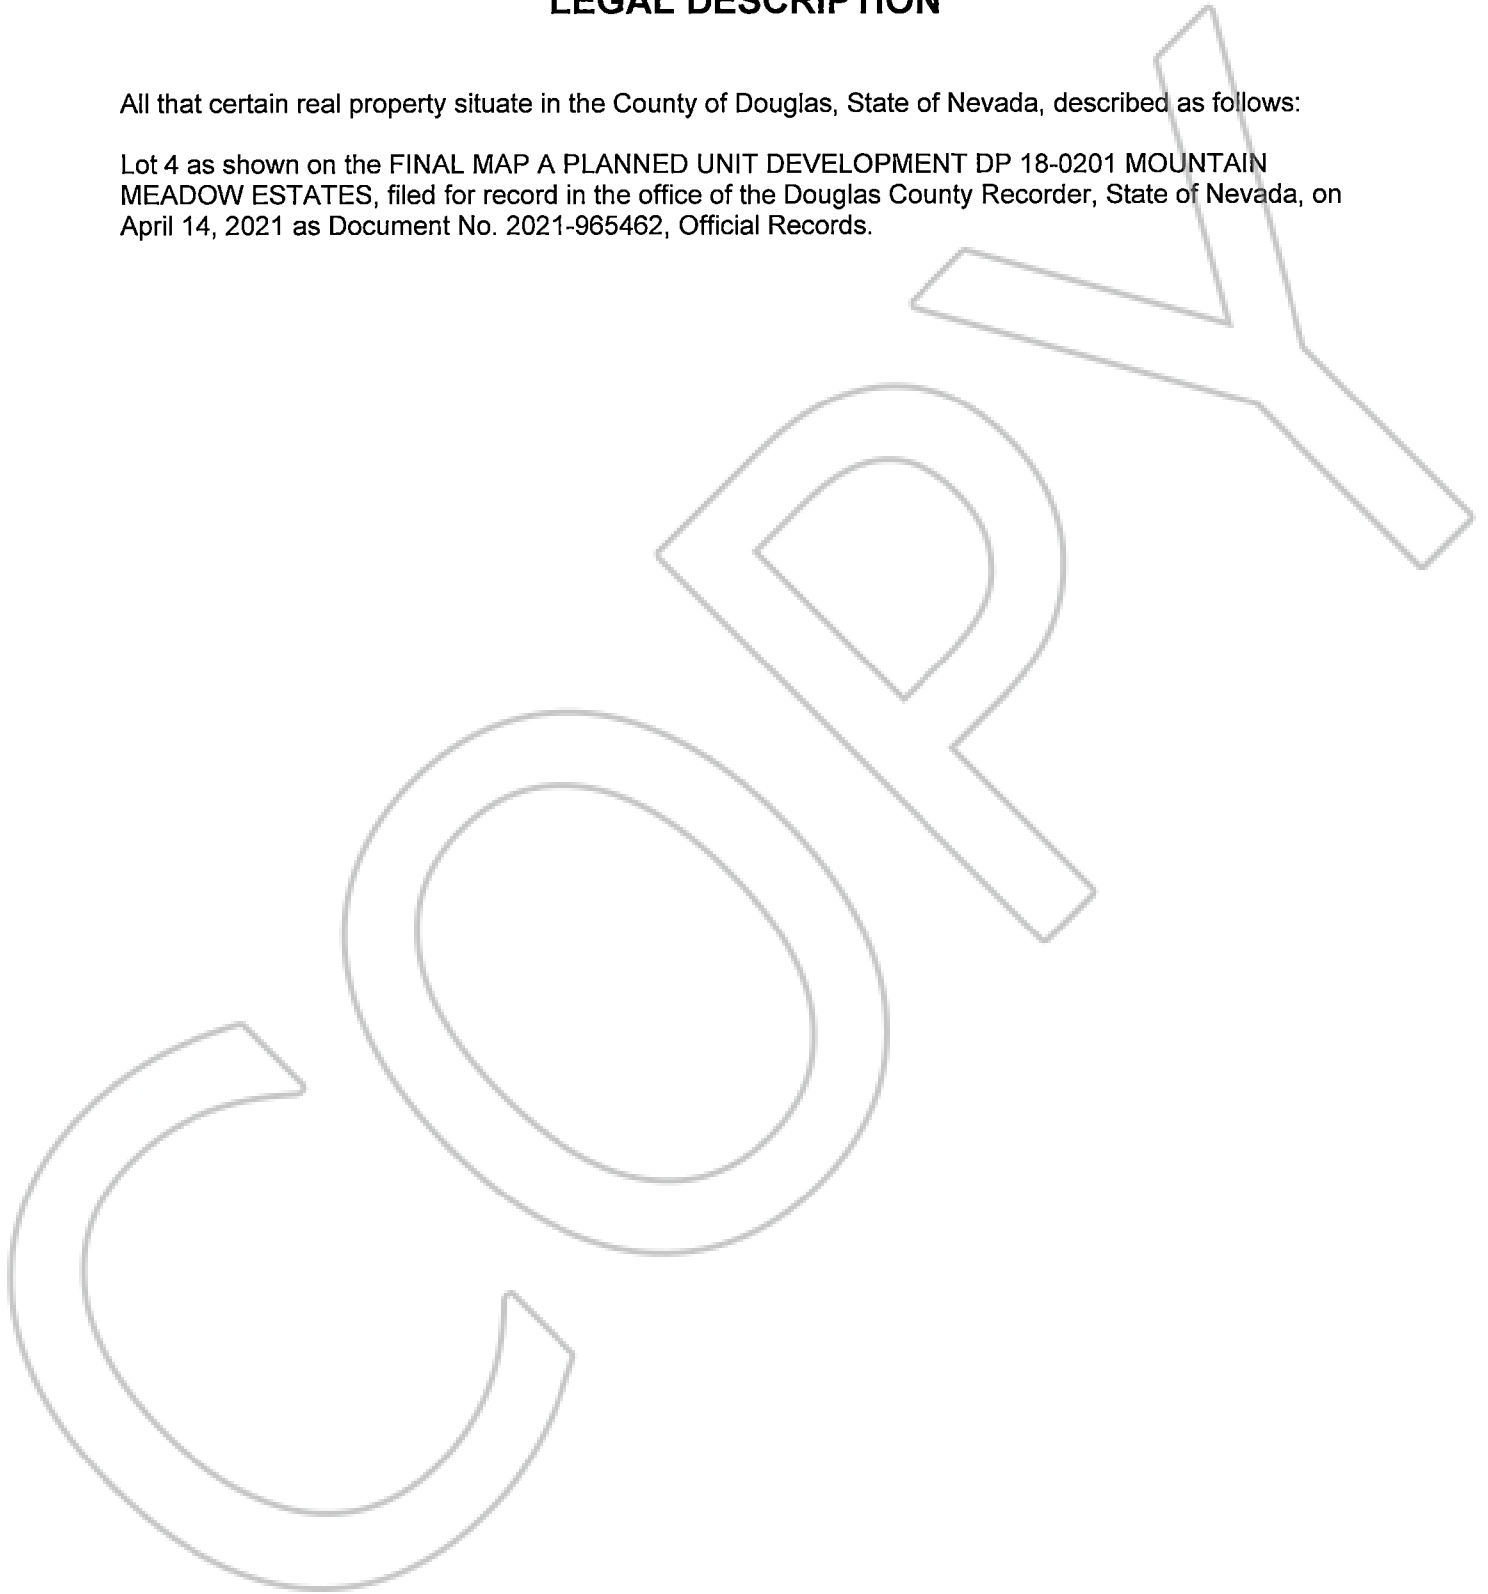 LEGAL DESCRIPTION
All that certain real property situate in the County of Douglas, State of Nevada, described as follows:
Lot 4 as shown on the FINAL MAP A PLANNED UNIT DEVELOPMENT DP 18-0201 MOUNTAIN
MEADOW ESTATES, filed for record in the office of the Douglas County Recorder, State of Nevada, on
April 14, 2021 as Document No. 2021-965462, Official Records.
COPY